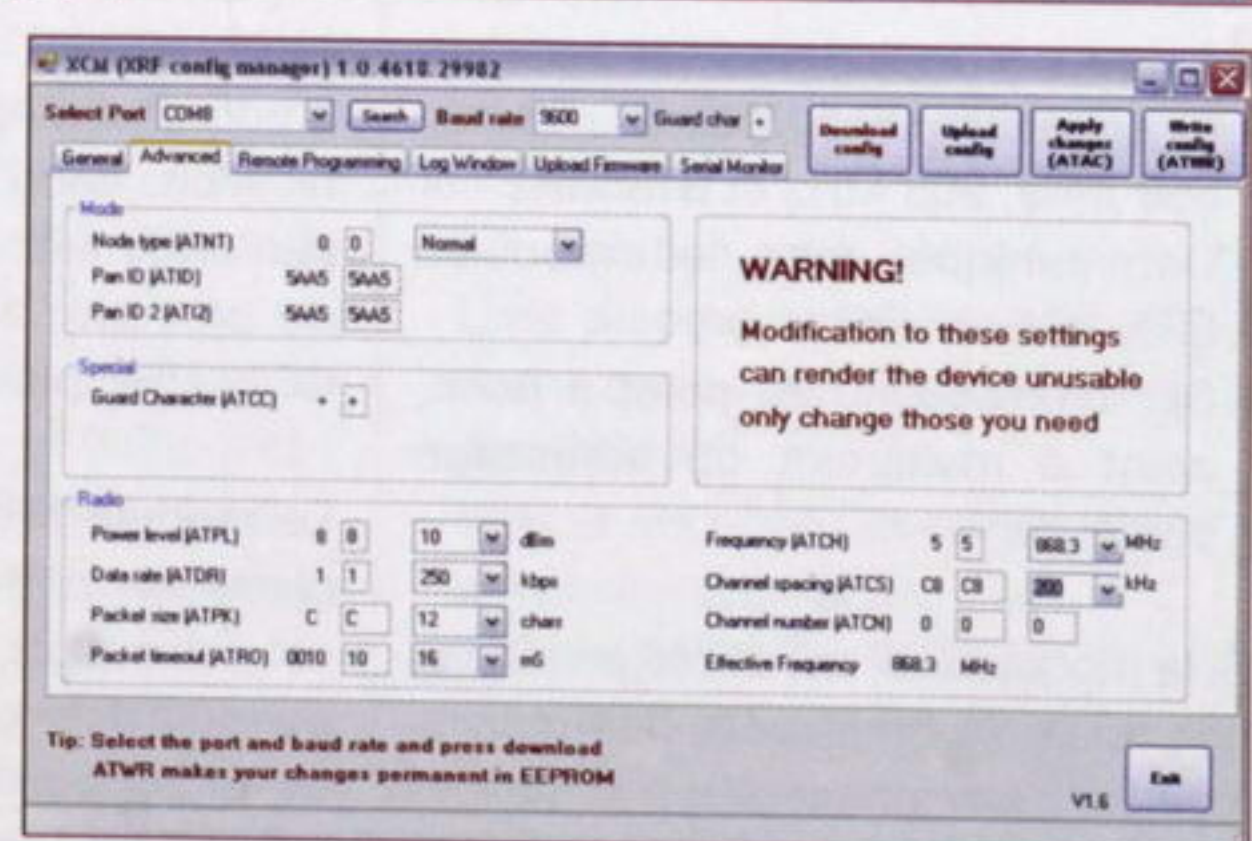 XCM (XRF config manager) 1.0.4618.29982
Select Port COM8 Search Baud rate 9600 Guard char +
Download config
Upload config
Apply changes (ATAC)
Write config (ATWR)
General Advanced Remote Programming Log Window Upload Firmware Serial Monitor
Mode
Node type (ATNT) 0 0 Normal
Pan ID (ATID) 5AA5 5AA5
Pan ID 2 (ATI2) 5AA5 5AA5
Special
Guard Character (ATCC) + +
WARNING!
Modification to these settings
can render the device unusable
only change those you need
Radio
Power level (ATPL) 8 8 10 dBm
Data rate (ATDR) 1 1 250 kbps
Packet size (ATPK) C C 12 chars
Packet timeout (ATRO) 0010 10 16 mS
Frequency (ATCH) 5 5 868.3 MHz
Channel spacing (ATCS) C8 C8 200 kHz
Channel number (ATCN) 0 0 0
Effective Frequency 868.3 MHz
Tip: Select the port and baud rate and press download
ATWR makes your changes permanent in EEPROM
V1.6
Exit